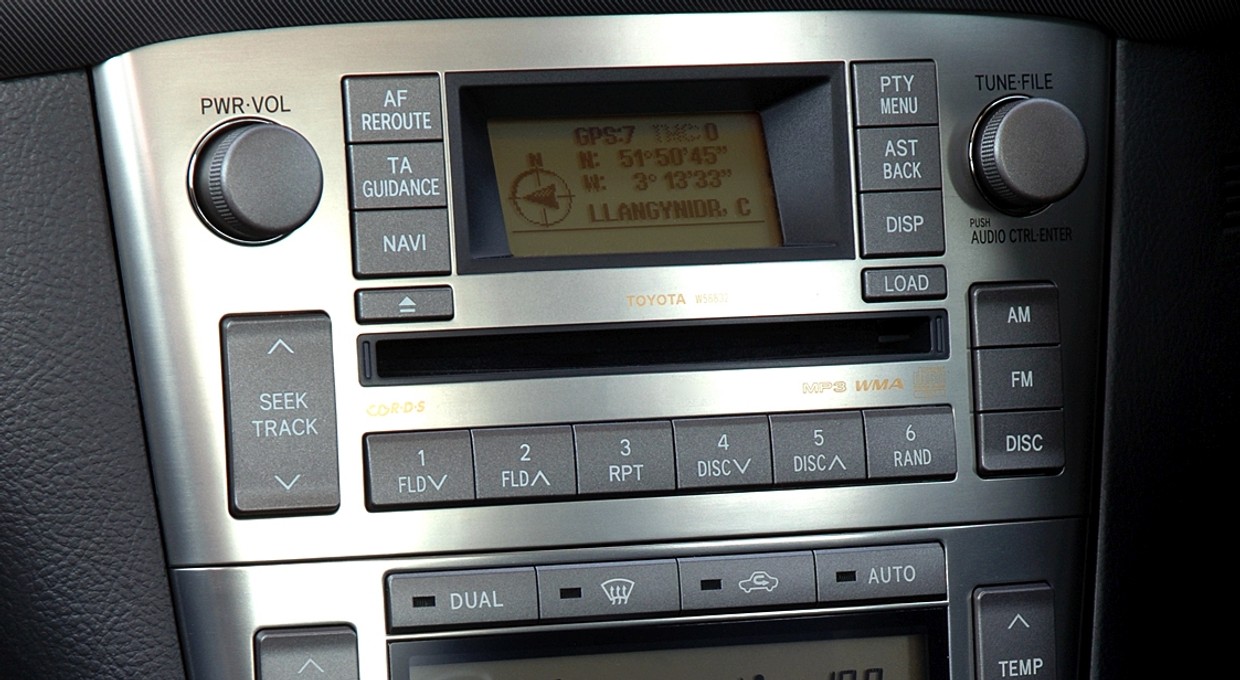 PWR·VOL
AF
REROUTE
TA
GUIDANCE
NAVI
GPS:7 TMC:0
N
N: 51°50'45"
W: 3°13'33"
LLANGYNIDR, C
PTY
MENU
AST
BACK
DISP
LOAD
TUNE·FILE
PUSH
AUDIO CTRL·ENTER
TOYOTA
MP3 WMA
R·D·S
SEEK
TRACK
AM
FM
DISC
1
FLD
2
FLD
3
RPT
4
DISC
5
DISC
6
RAND
DUAL
AUTO
TEMP